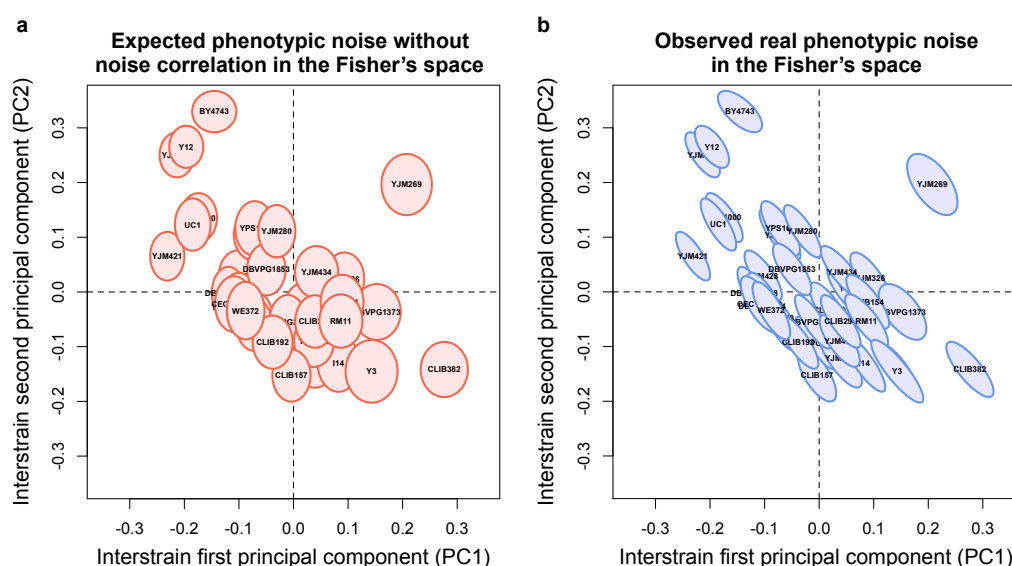 a
Expected phenotypic noise without
noise correlation in the Fisher's space
Interstrain second principal component (PC2)
0.3
0.2
0.1
0.0
-0.1
-0.2
-0.3
BY4743
Y12
YJM269
UC1
YJM421
YJM280
DBVPG1853
YJM434
WE372
RM11
DBVPG1373
CLIB192
CLIB157
I14
Y3
CLIB382
-0.3 -0.2 -0.1 0.0 0.1 0.2 0.3
Interstrain first principal component (PC1)
b
Observed real phenotypic noise
in the Fisher's space
Interstrain second principal component (PC2)
0.3
0.2
0.1
0.0
-0.1
-0.2
-0.3
BY4743
Y12
YJM269
UC1
YJM280
YJM421
DBVPG1853
YJM434
YJM326
WE372
CLIB29
RM11
CLIB192
CLIB157
Y3
CLIB382
-0.3 -0.2 -0.1 0.0 0.1 0.2 0.3
Interstrain first principal component (PC1)